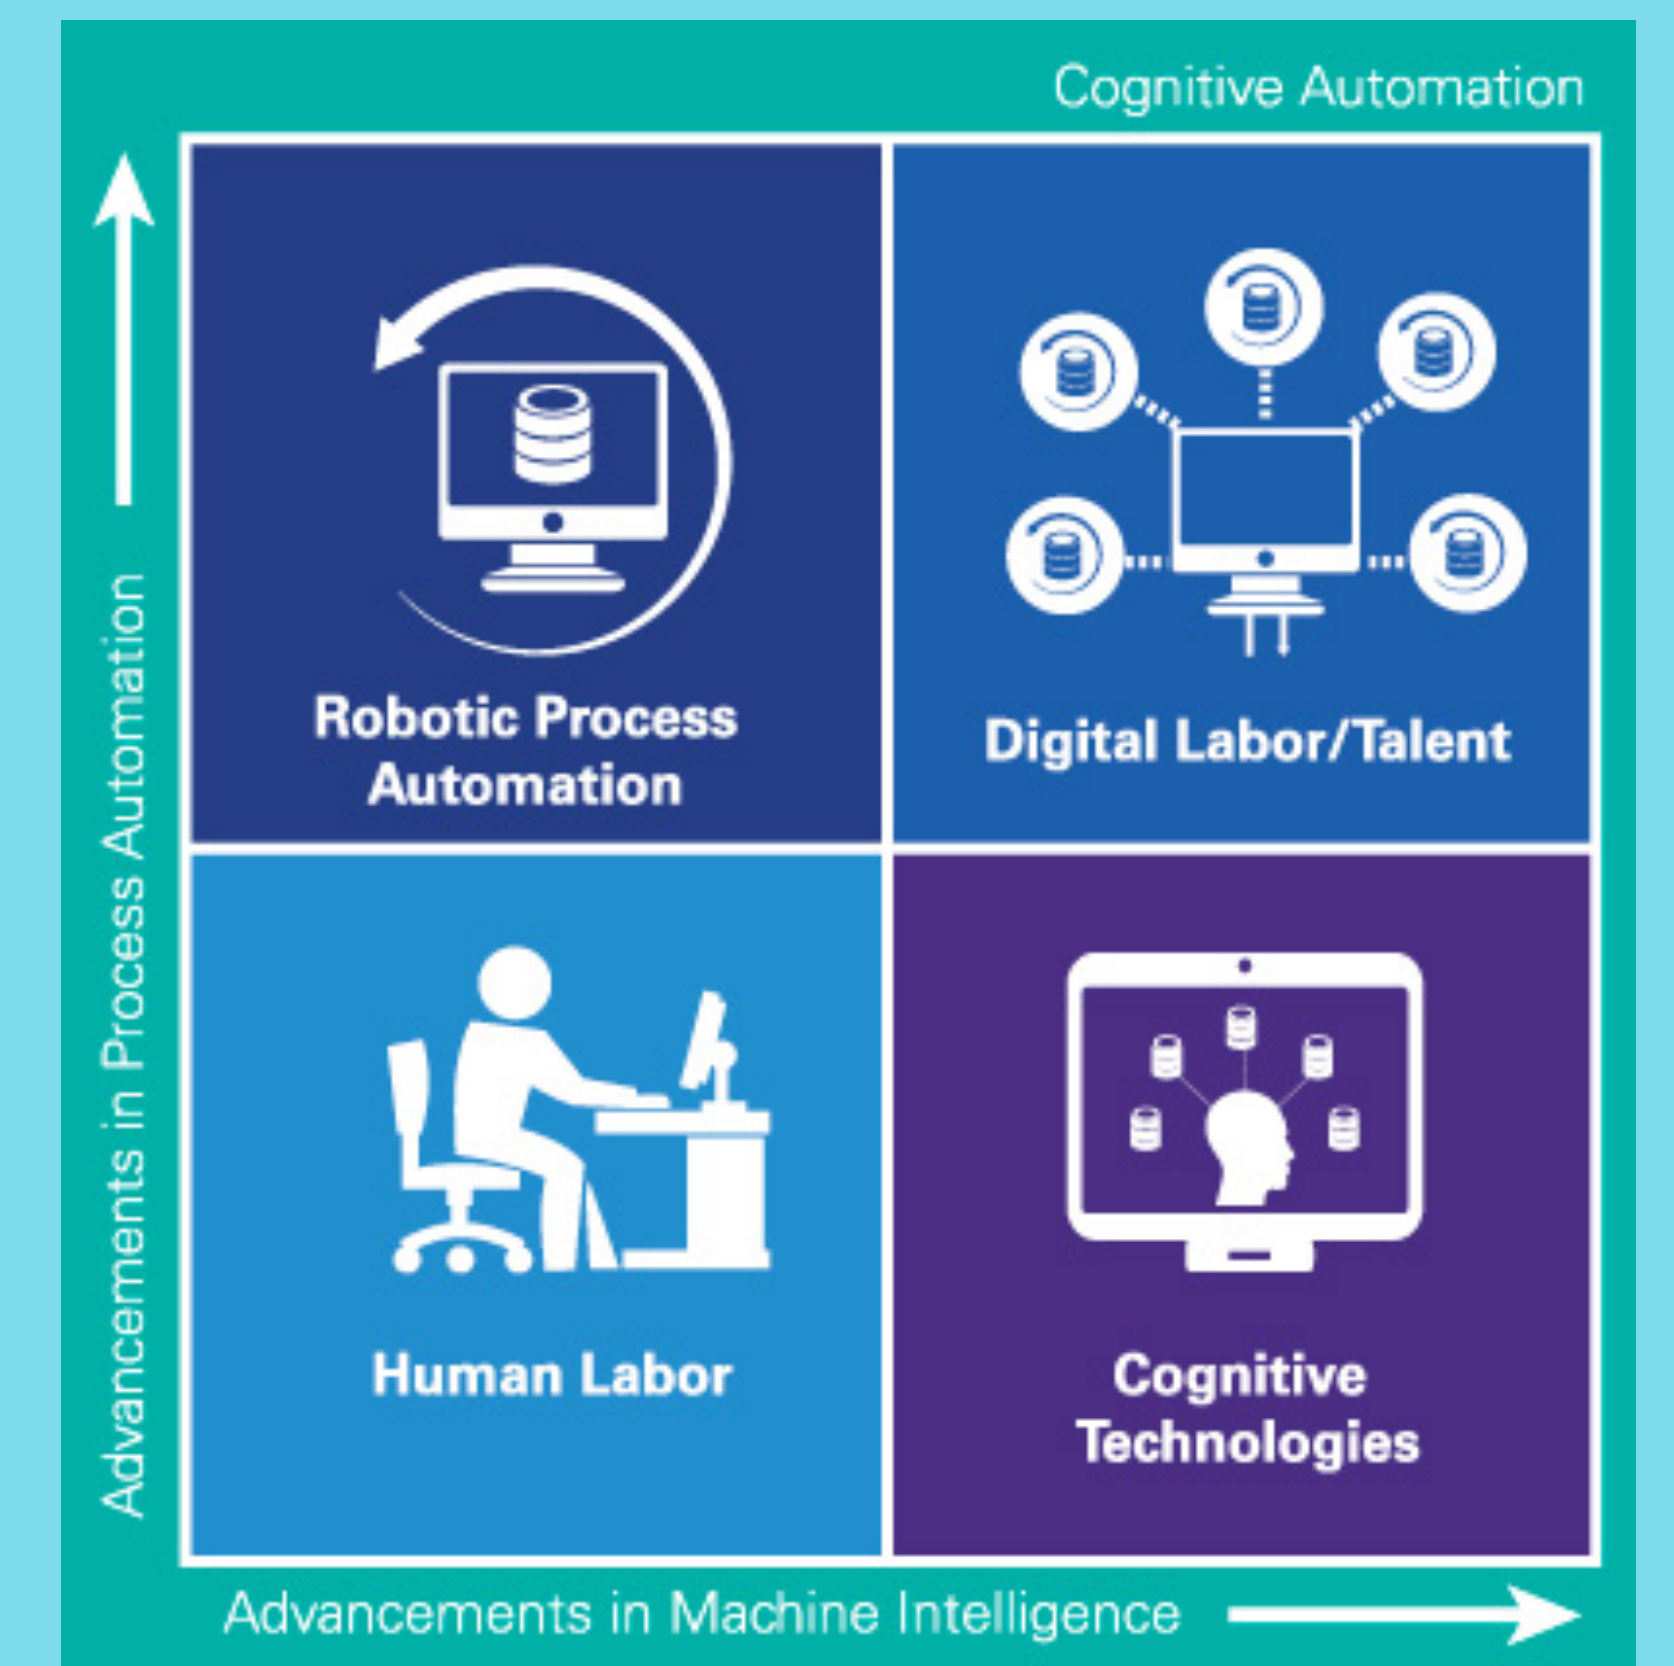 Cognitive Automation
Advancements in Process Automation
Robotic Process
Automation
Digital Labor/Talent
Human Labor
Cognitive
Technologies
Advancements in Machine Intelligence